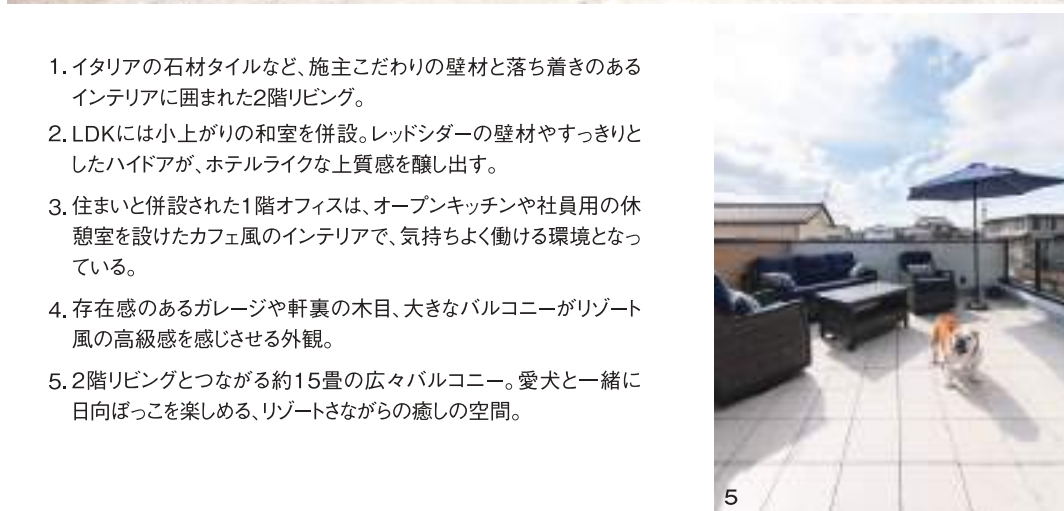 1. イタリアの石材タイルなど、施主こだわりの壁材と落ち着きのある
インテリアに囲まれた2階リビング。
2. LDKには小上がりの和室を併設。レッドシダーの壁材やすっきりと
したハイドアが、ホテルライクな上質感を醸し出す。
3. 住まいと併設された1階オフィスは、オープンキッチンや社員用の休
憩室を設けたカフェ風のインテリアで、気持ちよく働ける環境となっ
ている。
4. 存在感のあるガレージや軒裏の木目、大きなバルコニーがリゾート
風の高級感を感じさせる外観。
5. 2階リビングとつながる約15畳の広々バルコニー。愛犬と一緒に
日向ぼっこを楽しめる、リゾートさながらの癒しの空間。
5